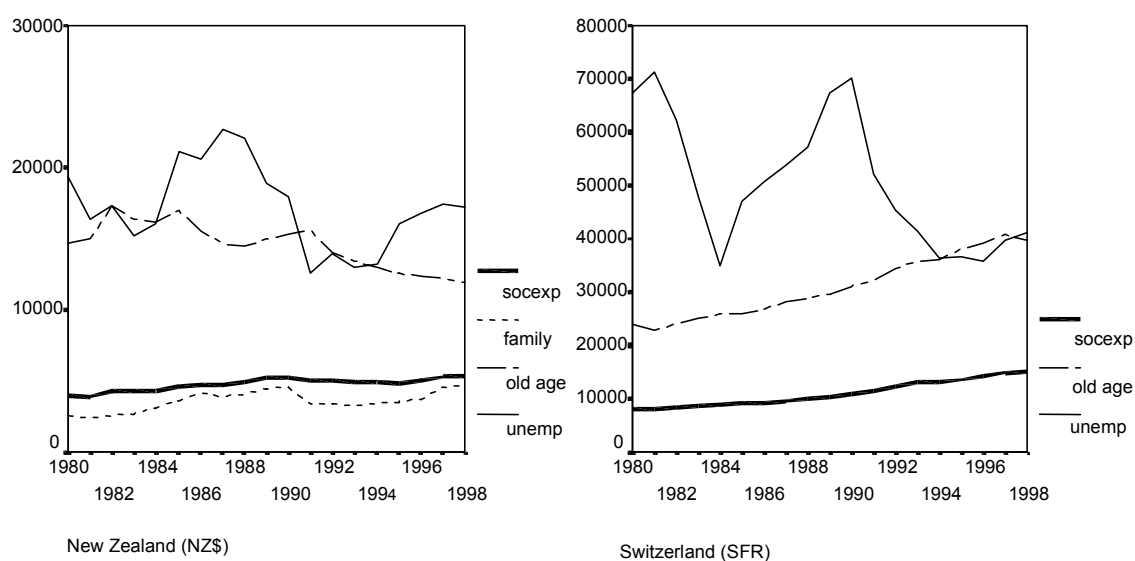 30000
20000
10000
0
1980 1984 1988 1992 1996
1982 1986 1990 1994 1998
socexp
family
old age
unemp
New Zealand (NZ$)
80000
70000
60000
50000
40000
30000
20000
10000
0
1980 1984 1988 1992 1996
1982 1986 1990 1994 1998
socexp
old age
unemp
Switzerland (SFR)